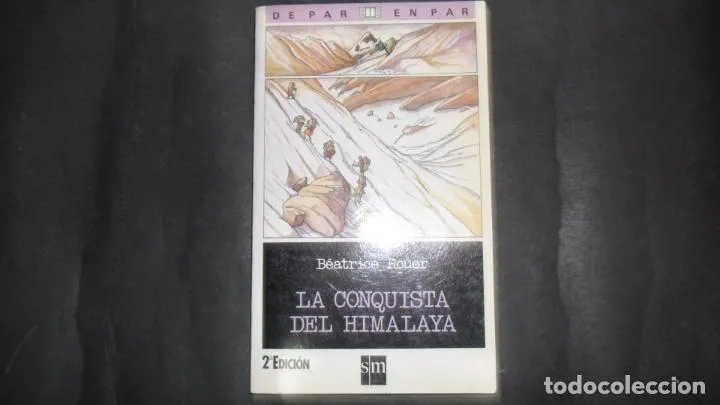 DE PAR EN PAR
Béatrice Rouer
LA CONQUISTA
DEL HIMALAYA
2ª EDICIÓN
sm
todocoleccion